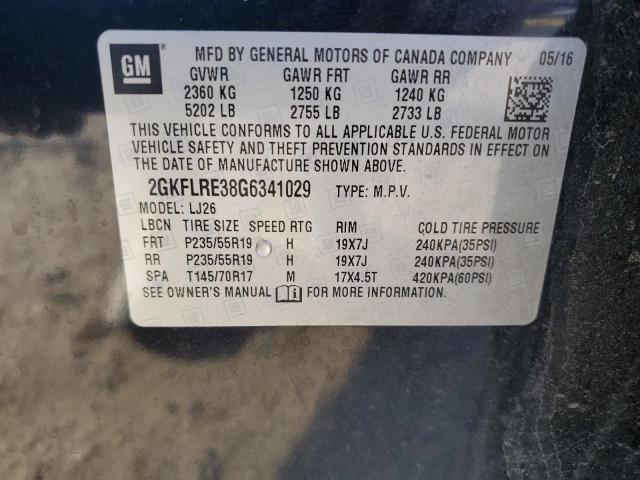 GM
MFD BY GENERAL MOTORS OF CANADA COMPANY 05/16
GVWR GAWR FRT GAWR RR
2360 KG 1250 KG 1240 KG
5202 LB 2755 LB 2733 LB
THIS VEHICLE CONFORMS TO ALL APPLICABLE U.S. FEDERAL MOTOR
VEHICLE SAFETY AND THEFT PREVENTION STANDARDS IN EFFECT ON
THE DATE OF MANUFACTURE SHOWN ABOVE.
2GKFLRE38G6341029 TYPE: M.P.V.
MODEL: LJ26
LBCN TIRE SIZE SPEED RTG RIM COLD TIRE PRESSURE
FRT P235/55R19 H 19X7J 240KPA(35PSI)
RR P235/55R19 H 19X7J 240KPA(35PSI)
SPA T145/70R17 M 17X4.5T 420KPA(60PSI)
SEE OWNER'S MANUAL FOR MORE INFORMATION.